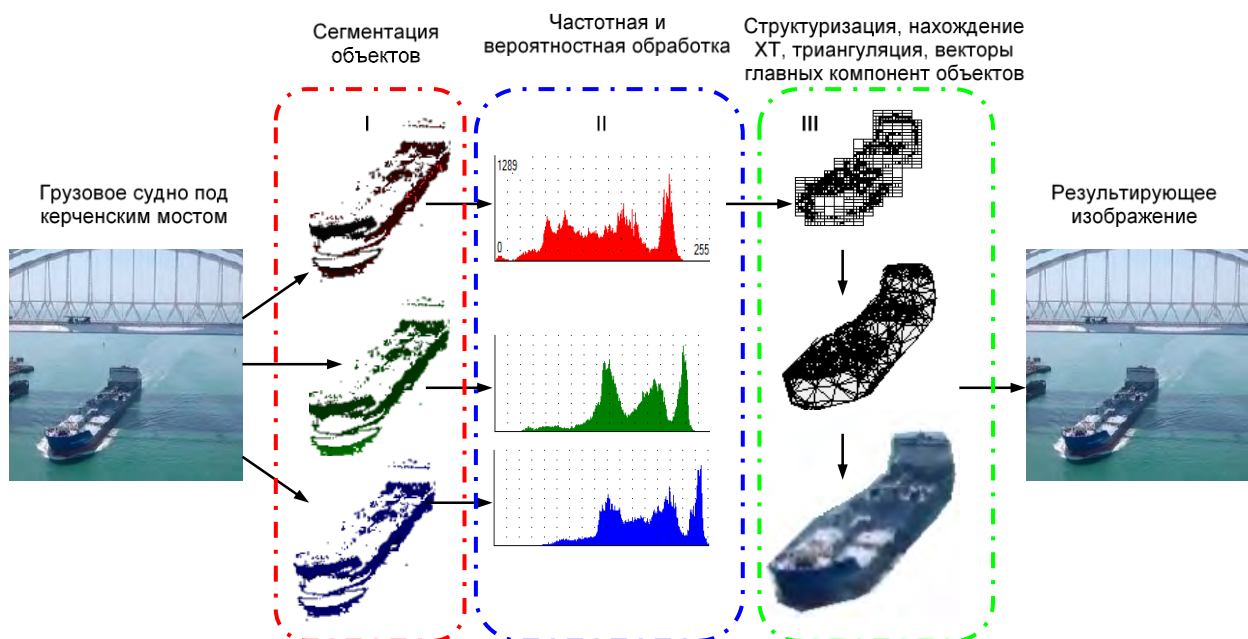 Сегментация
объектов
Частотная и
вероятностная обработка
Структуризация, нахождение
ХТ, триангуляция, векторы
главных компонент объектов
I
II
III
1289
0
255
Грузовое судно под
керченским мостом
Результирующее
изображение